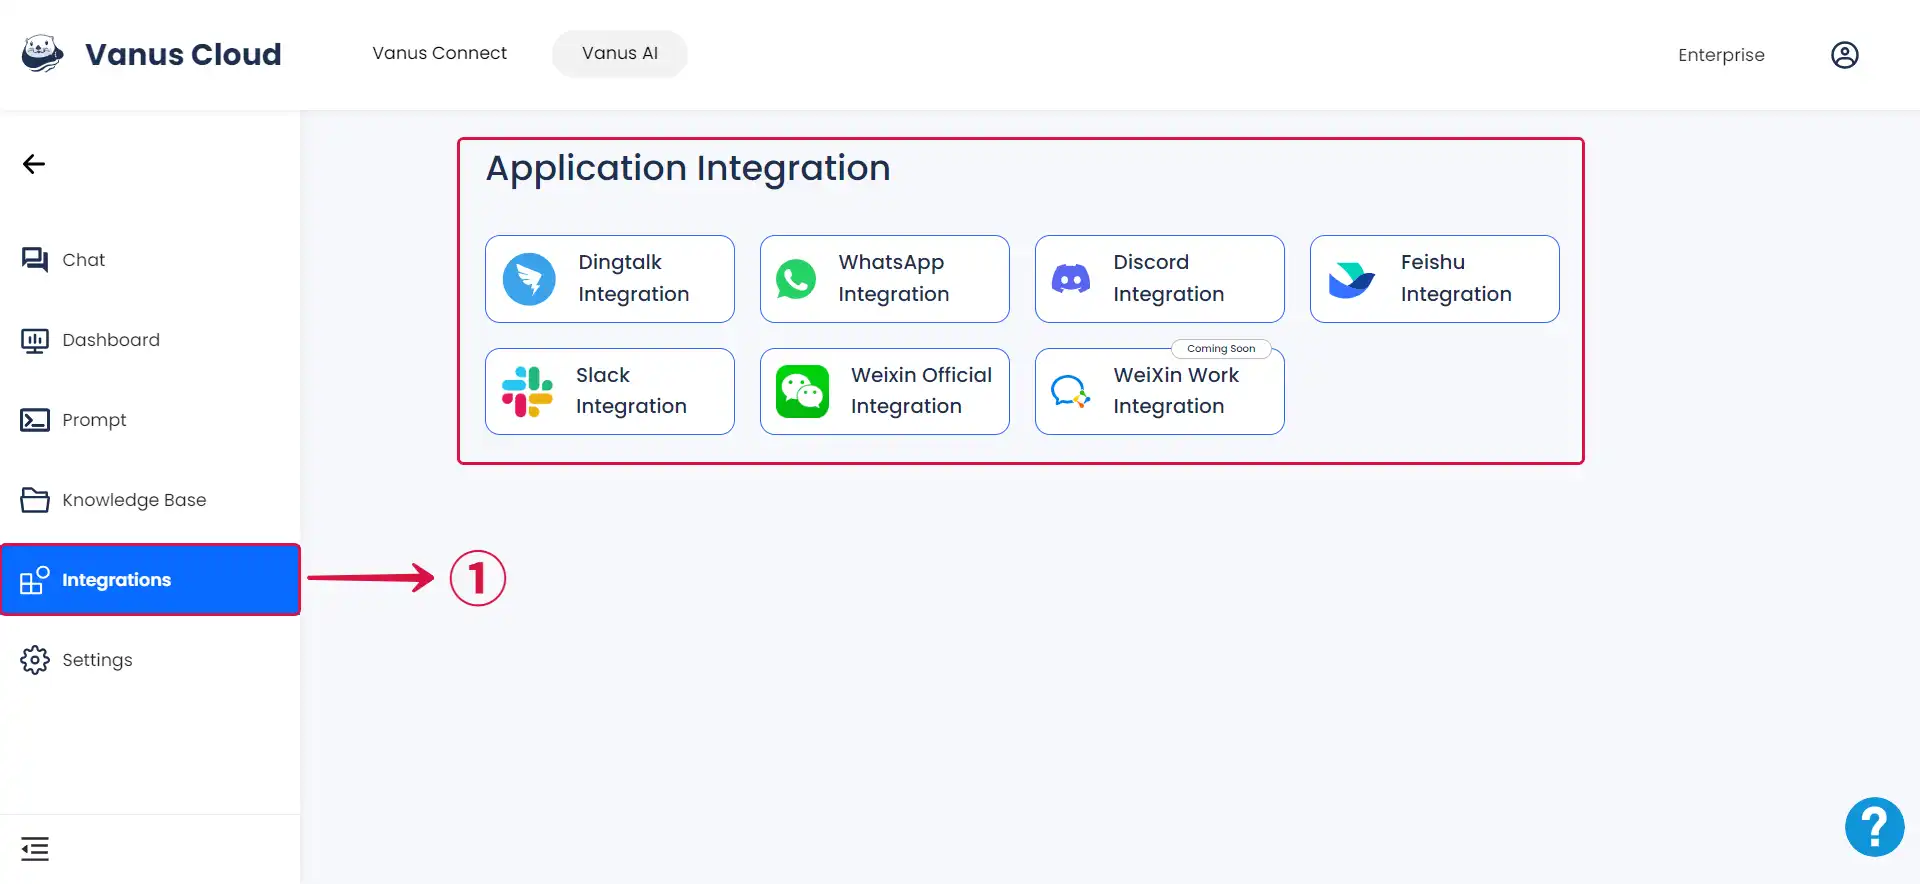 Vanus Cloud
Vanus Connect
Vanus AI
Enterprise
Chat
Dashboard
Prompt
Knowledge Base
Integrations
Settings
1
Application Integration
Dingtalk
Integration
WhatsApp
Integration
Discord
Integration
Feishu
Integration
Slack
Integration
Weixin Official
Integration
Coming Soon
WeiXin Work
Integration
?